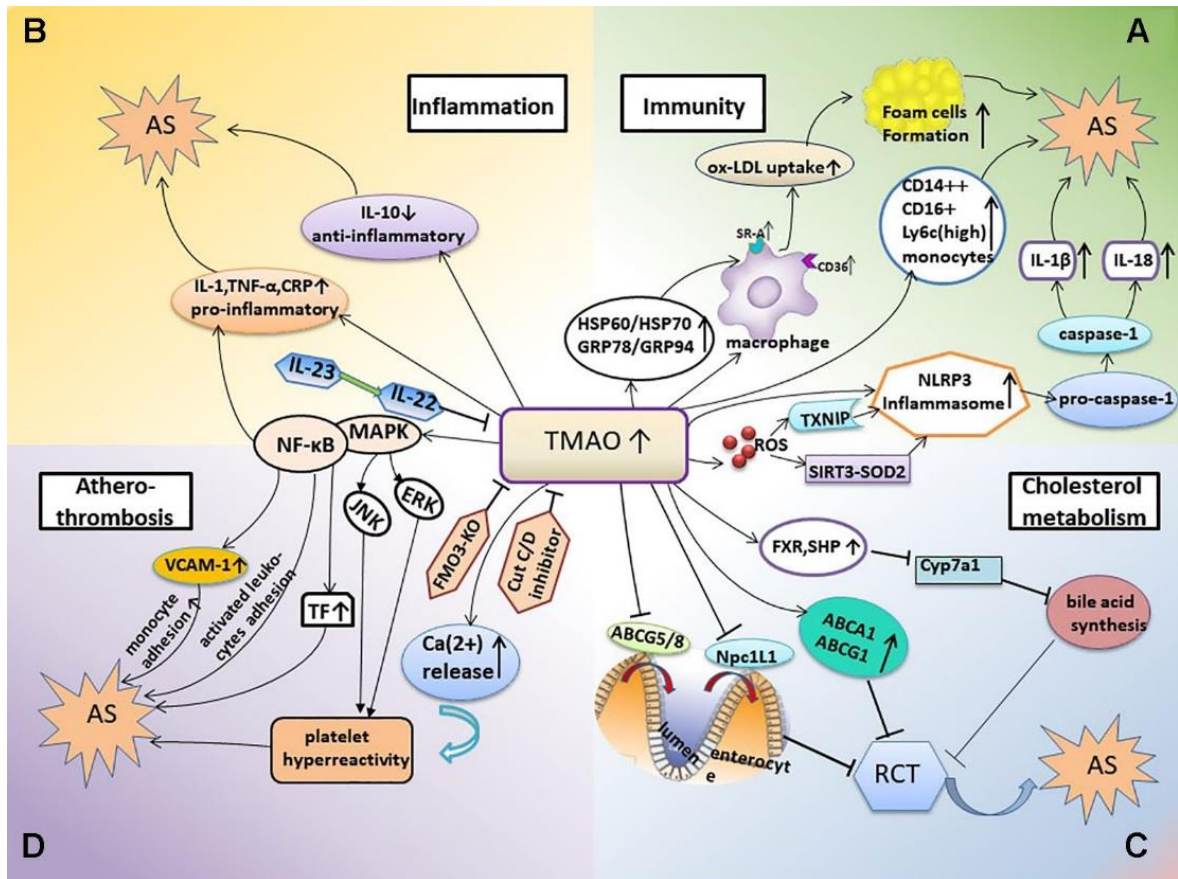 B
A
Inflammation
Immunity
AS
IL-10↓
anti-inflammatory
IL-1,TNF-α,CRP↑
pro-inflammatory
IL-23
IL-22
NF-κB
MAPK
Foam cells
Formation ↑
AS
ox-LDL uptake↑
CD14++
CD16+
Ly6c(high)
monocytes ↑
SR-A↑
CD36↑
macrophage
HSP60/HSP70
GRP78/GRP94 ↑
IL-1β ↑
IL-18 ↑
caspase-1
pro-caspase-1
NLRP3
Inflammasome ↑
TXNIP
ROS
SIRT3-SOD2
TMAO ↑
Athero-
thrombosis
JNK
ERK
FMO3-KO
Cut C/D
inhibitor
VCAM-1↑
monocyte
adhesion ↑
activated leuko-
cytes adhesion
TF↑
Ca(2+)
release ↑
AS
platelet
hyperreactivity
Cholesterol
metabolism
FXR,SHP ↑
Cyp7a1
bile acid
synthesis
ABCA1
ABCG1 ↑
ABCG5/8
Npc1L1
lumen
enterocyt
e
RCT
AS
D
C